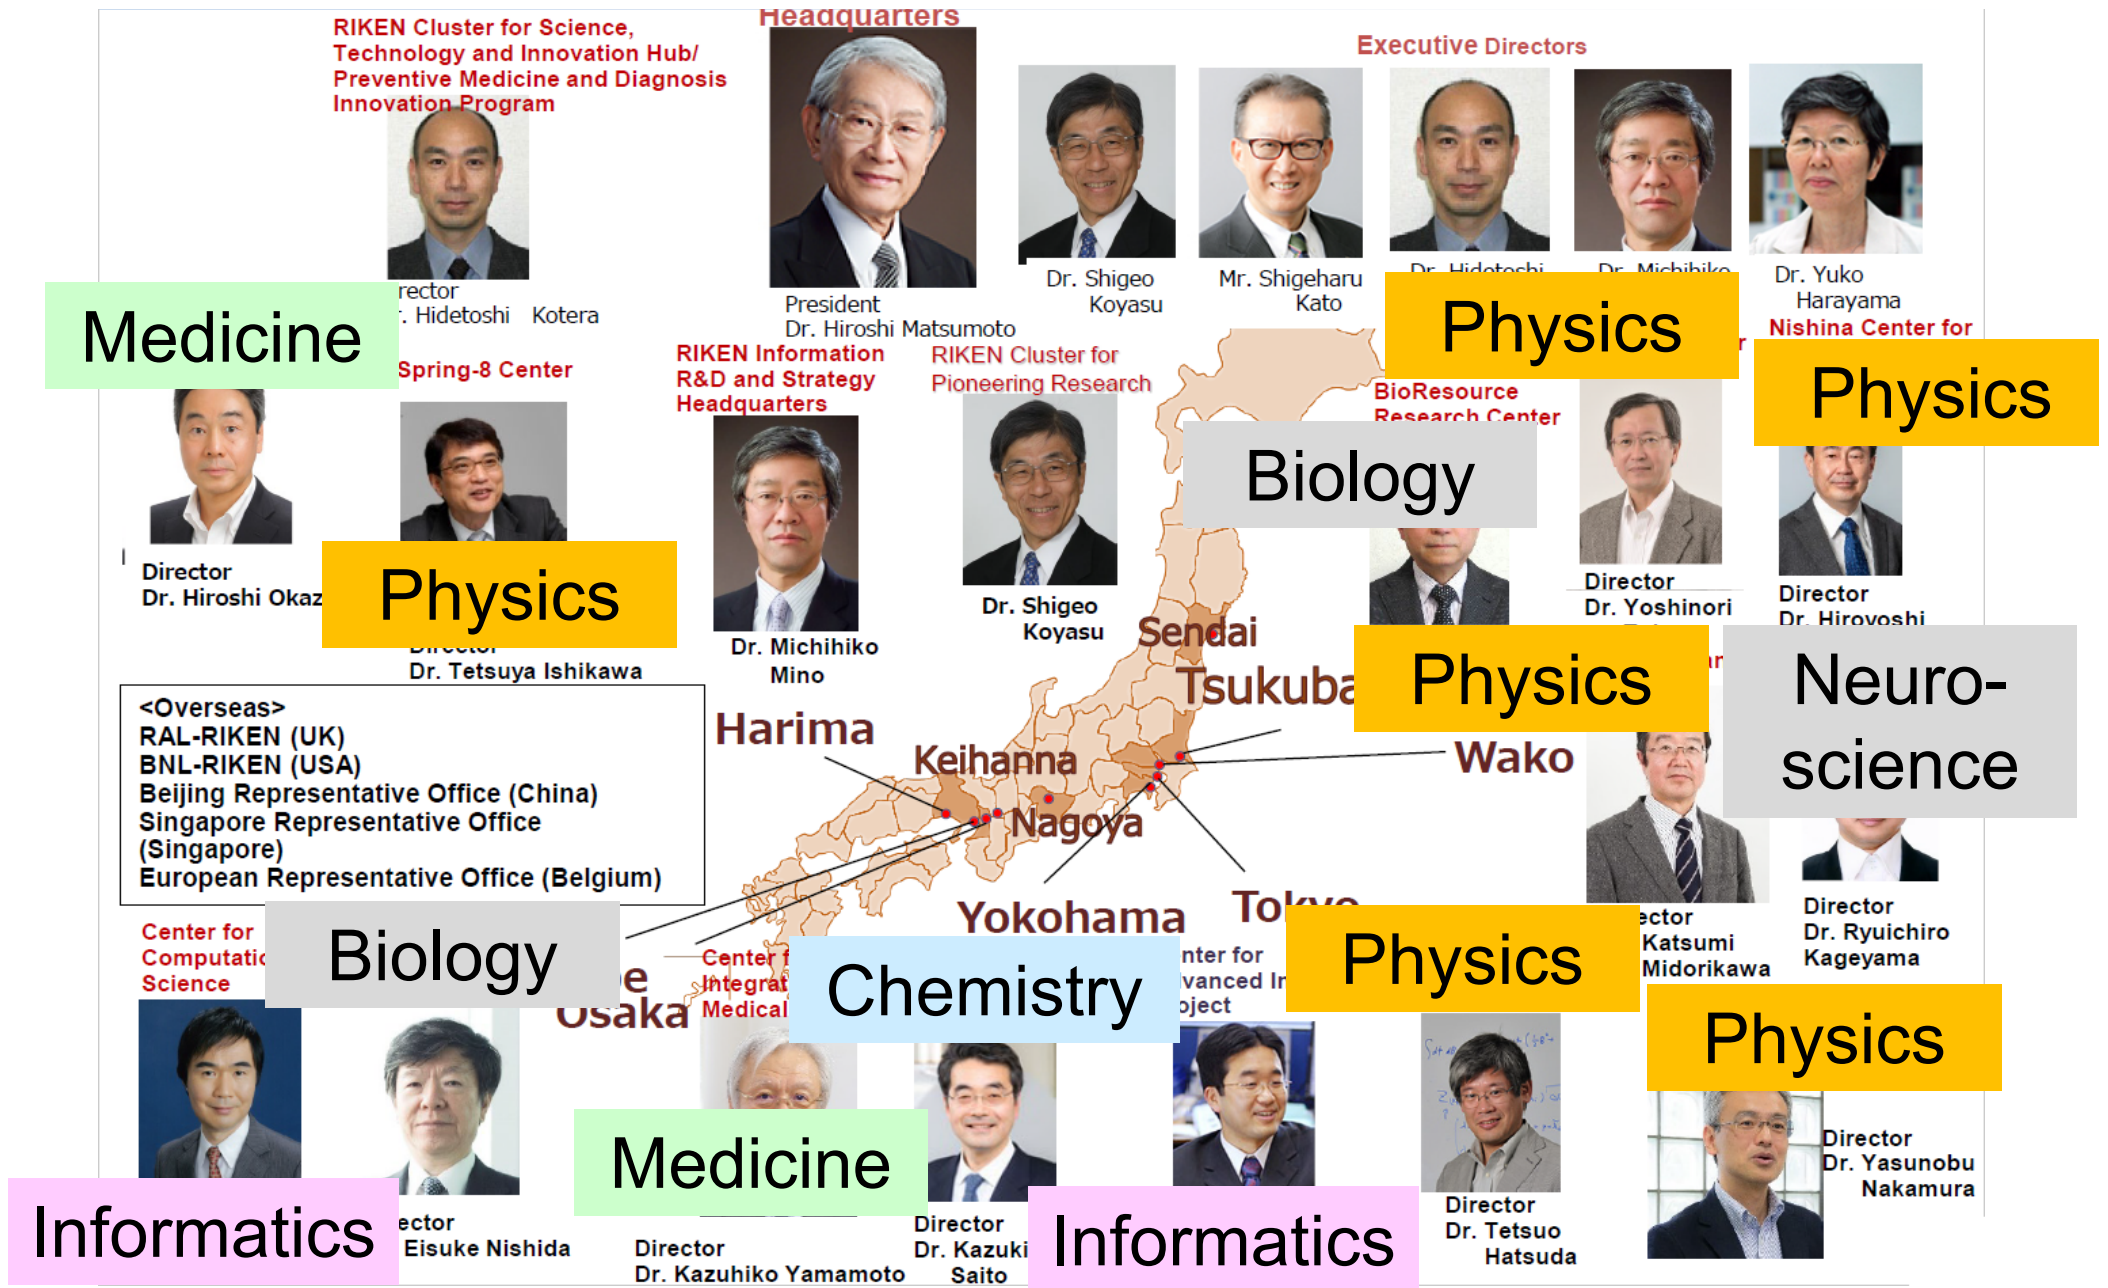 Headquarters
RIKEN Cluster for Science,
Technology and Innovation Hub/
Preventive Medicine and Diagnosis
Innovation Program
Executive Directors
rector
r. Hidetoshi Kotera
President
Dr. Hiroshi Matsumoto
Dr. Shigeo
Koyasu
Mr. Shigeharu
Kato
Dr. Hidetoshi
Dr. Michihiko
Dr. Yuko
Harayama
Medicine
Physics
Nishina Center for
Physics
Spring-8 Center
RIKEN Information
R&D and Strategy
Headquarters
RIKEN Cluster for
Pioneering Research
BioResource
Research Center
Biology
Director
Dr. Hiroshi Okaz
Physics
Director
Dr. Tetsuya Ishikawa
Dr. Michihiko
Mino
Dr. Shigeo
Koyasu
Director
Dr. Yoshinori
Director
Dr. Hiroyoshi
Sendai
Tsukuba
Physics
Neuro-
science
<Overseas>
RAL-RIKEN (UK)
BNL-RIKEN (USA)
Beijing Representative Office (China)
Singapore Representative Office
(Singapore)
European Representative Office (Belgium)
Harima
Keihanna
Nagoya
Wako
Yokohama
Tokyo
Physics
ector
Katsumi
Midorikawa
Director
Dr. Ryuichiro
Kageyama
Center for
Computatio
Science
Biology
be
Osaka
Center f
Integrat
Medical
Chemistry
nter for
dvanced In
oject
Physics
Medicine
Director
Dr. Yasunobu
Nakamura
Informatics
ector
Eisuke Nishida
Director
Dr. Kazuhiko Yamamoto
Director
Dr. Kazuki
Saito
Informatics
Director
Dr. Tetsuo
Hatsuda